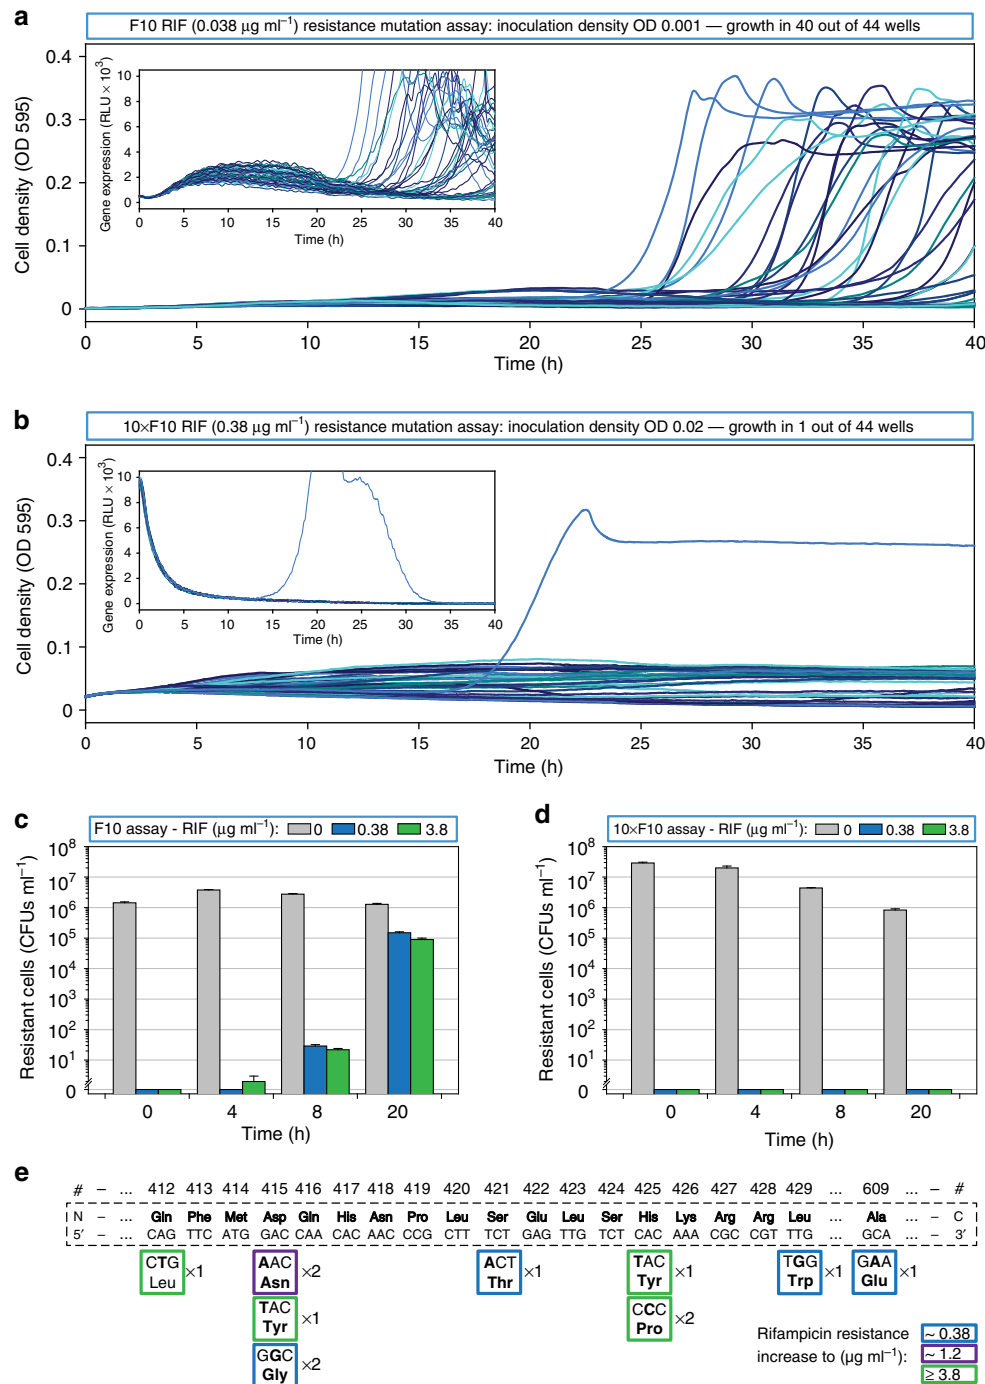 a
F10 RIF (0.038 µg ml⁻¹) resistance mutation assay: inoculation density OD 0.001 — growth in 40 out of 44 wells
Cell density (OD 595)
0.4
0.3
0.2
0.1
0
Gene expression (RLU × 10³)
10
8
6
4
2
0
0 5 10 15 20 25 30 35 40
Time (h)
0 5 10 15 20 25 30 35 40
Time (h)
b
10×F10 RIF (0.38 µg ml⁻¹) resistance mutation assay: inoculation density OD 0.02 — growth in 1 out of 44 wells
Cell density (OD 595)
0.4
0.3
0.2
0.1
0
Gene expression (RLU × 10³)
10
8
6
4
2
0
0 5 10 15 20 25 30 35 40
Time (h)
0 5 10 15 20 25 30 35 40
Time (h)
c
F10 assay - RIF (µg ml⁻¹): 0 0.38 3.8
Resistant cells (CFUs ml⁻¹)
10⁸
10⁷
10⁶
10⁵
10⁴
10³
10²
10¹
0
0 4 8 20
Time (h)
d
10×F10 assay - RIF (µg ml⁻¹): 0 0.38 3.8
Resistant cells (CFUs ml⁻¹)
10⁸
10⁷
10⁶
10⁵
10⁴
10³
10²
10¹
0
0 4 8 20
Time (h)
e
# – ... 412 413 414 415 416 417 418 419 420 421 422 423 424 425 426 427 428 429 ... 609 ... – #
N – ... Gln Phe Met Asp Gln His Asn Pro Leu Ser Glu Leu Ser His Lys Arg Arg Leu ... Ala ... – C
5′ – ... CAG TTC ATG GAC CAA CAC AAC CCG CTT TCT GAG TTG TCT CAC AAA CGC CGT TTG ... GCA ... – 3′
CTG
Leu
×1
AAC
Asn
×2
ACT
Thr
×1
TAC
Tyr
×1
TGG
Trp
×1
GAA
Glu
×1
TAC
Tyr
×1
CCC
Pro
×2
GGC
Gly
×2
Rifampicin resistance
increase to (µg ml⁻¹):
~ 0.38
~ 1.2
≥ 3.8